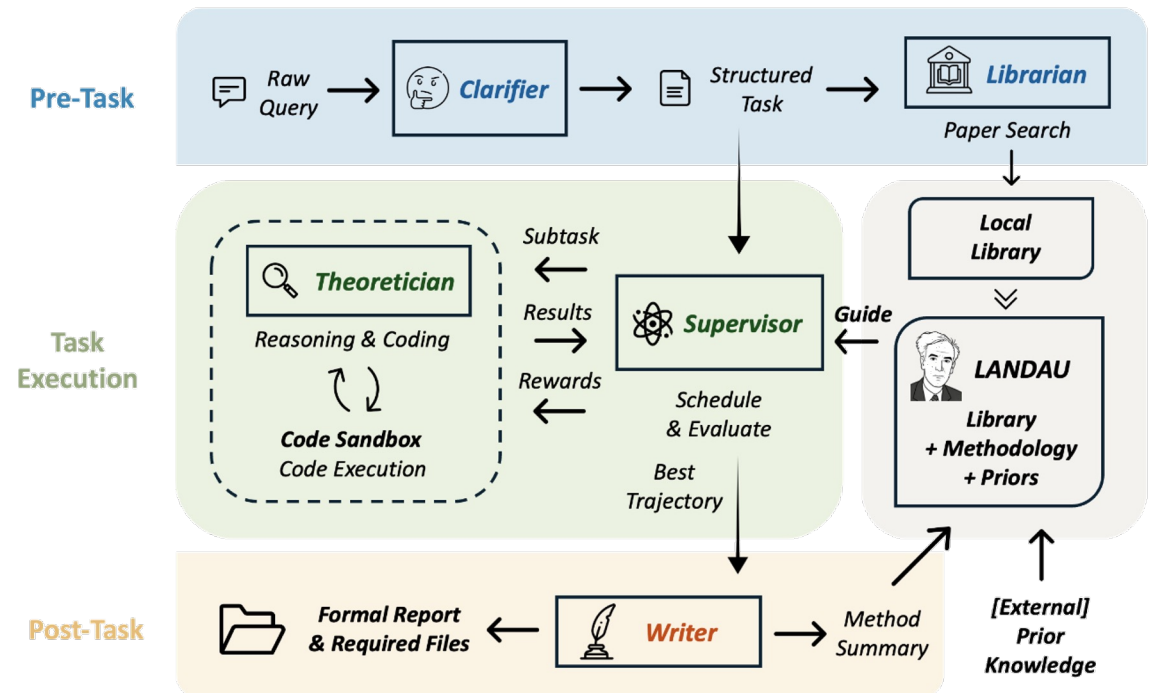 Pre-Task
Raw
Query
Clarifier
Structured
Task
Librarian
Paper Search
Task
Execution
Theoretician
Reasoning & Coding
Code Sandbox
Code Execution
Subtask
Results
Rewards
Supervisor
Schedule
& Evaluate
Best
Trajectory
Guide
Local
Library
LANDAU
Library
+ Methodology
+ Priors
Post-Task
Formal Report
& Required Files
Writer
Method
Summary
[External]
Prior
Knowledge